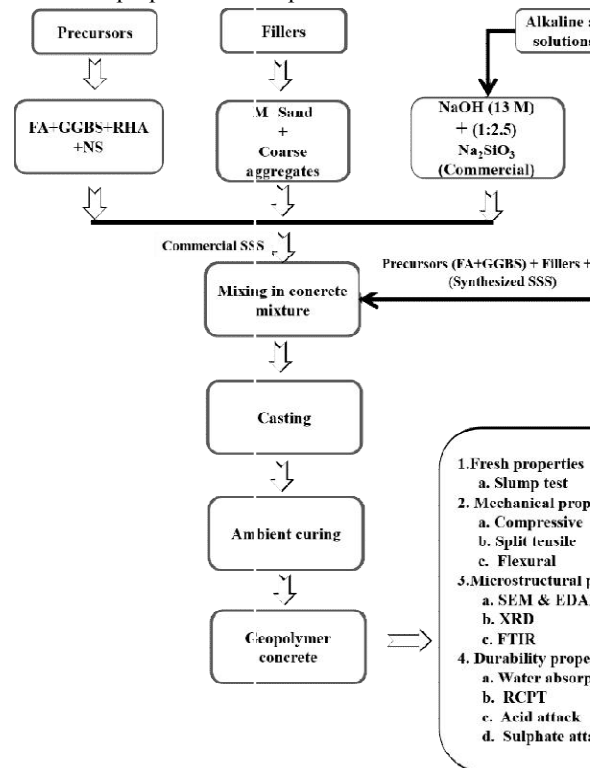 Precursors
Fillers
Alkaline a
solutions
FA+GGBS+RHA
+NS
M Sand
+
Coarse
aggregates
NaOH (13 M)
+ (1:2.5)
Na₂SiO₃
(Commercial)
Commercial SSS
Precursors (FA+GGBS) + Fillers +
(Synthesized SSS)
Mixing in concrete
mixture
Casting
Ambient curing
Geopolymer
concrete
1.Fresh properties
a. Slump test
2. Mechanical prop
a. Compressive
b. Split tensile
c. Flexural
3.Microstructural p
a. SEM & EDA
b. XRD
c. FTIR
4. Durability prope
a. Water absorp
b. RCPT
c. Acid attack
d. Sulphate atta